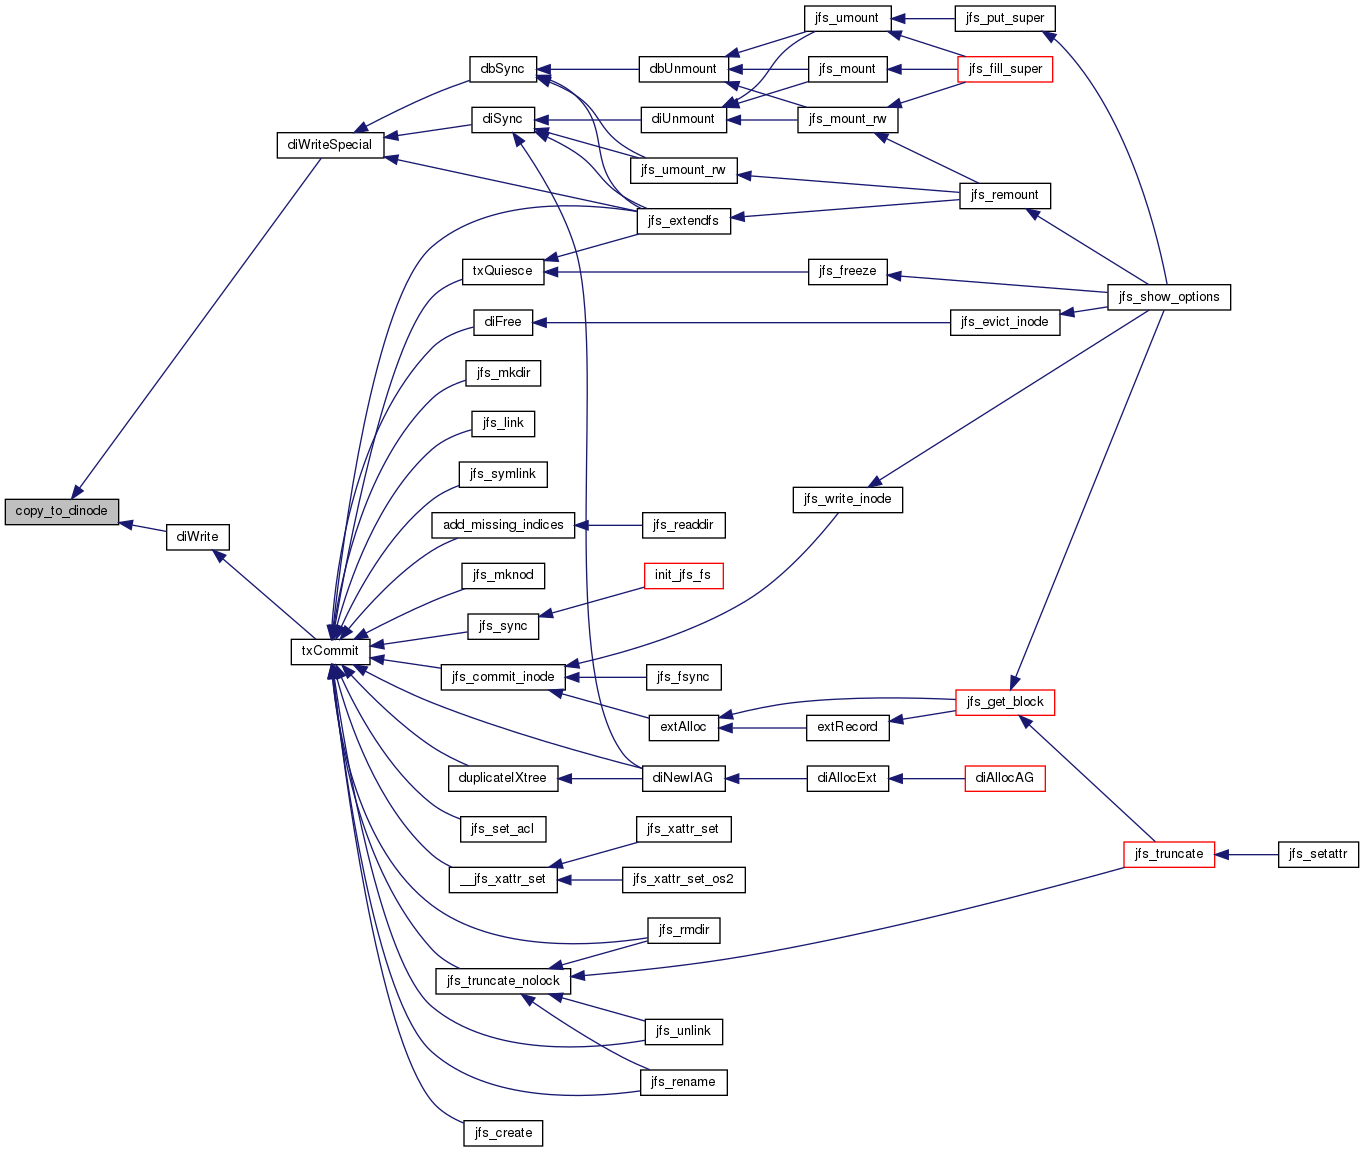 jfs_umount
jfs_put_super
dbSync
dbUnmount
jfs_mount
jfs_fill_super
diSync
diUnmount
jfs_mount_rw
diWriteSpecial
jfs_umount_rw
jfs_remount
jfs_extendfs
txQuiesce
jfs_freeze
jfs_show_options
diFree
jfs_evict_inode
jfs_mkdir
jfs_link
jfs_symlink
jfs_write_inode
copy_to_dinode
add_missing_indices
jfs_readdir
diWrite
jfs_mknod
init_jfs_fs
jfs_sync
txCommit
jfs_commit_inode
jfs_fsync
jfs_get_block
extAlloc
extRecord
duplicateIXtree
diNewIAG
diAllocExt
diAllocAG
jfs_set_acl
jfs_xattr_set
jfs_truncate
jfs_setattr
__jfs_xattr_set
jfs_xattr_set_os2
jfs_rmdir
jfs_truncate_nolock
jfs_unlink
jfs_rename
jfs_create